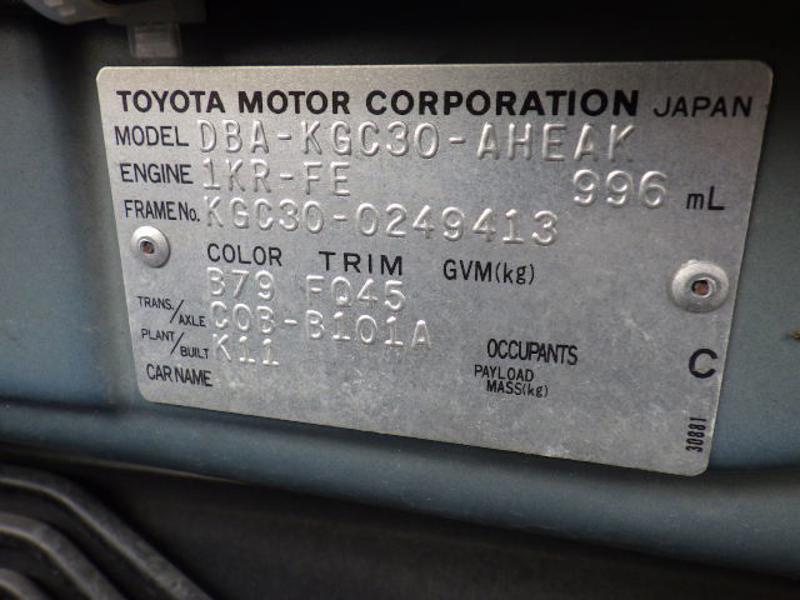 TOYOTA MOTOR CORPORATION JAPAN
MODEL DBA-KGC30-AHEAK
ENGINE 1KR-FE 996 mL
FRAME No. KGC30-0249413
COLOR TRIM GVM(kg)
B79 FQ45
TRANS./AXLE C0B-B101A
PLANT/BUILT K11
OCCUPANTS C
CAR NAME
PAYLOAD
MASS(kg)
30881